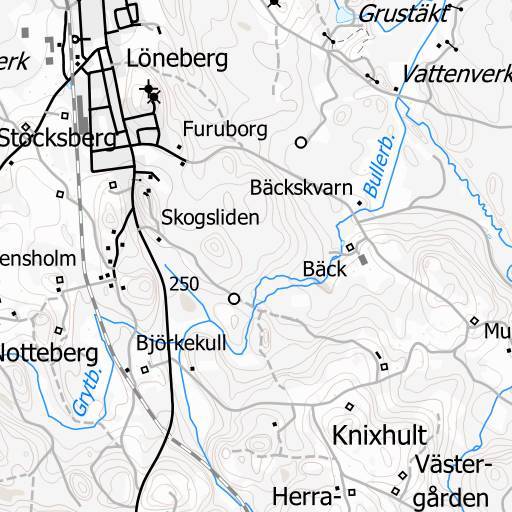 Grustäkt
Löneberg
erk
Vattenverk
Stocksberg
Furuborg
Bullerb.
Bäckskvarn
Skogsliden
ensholm
Bäck
250
Björkekull
Mu
Notteberg
Grytb.
Knixhult
Väster-
gården
Herra-